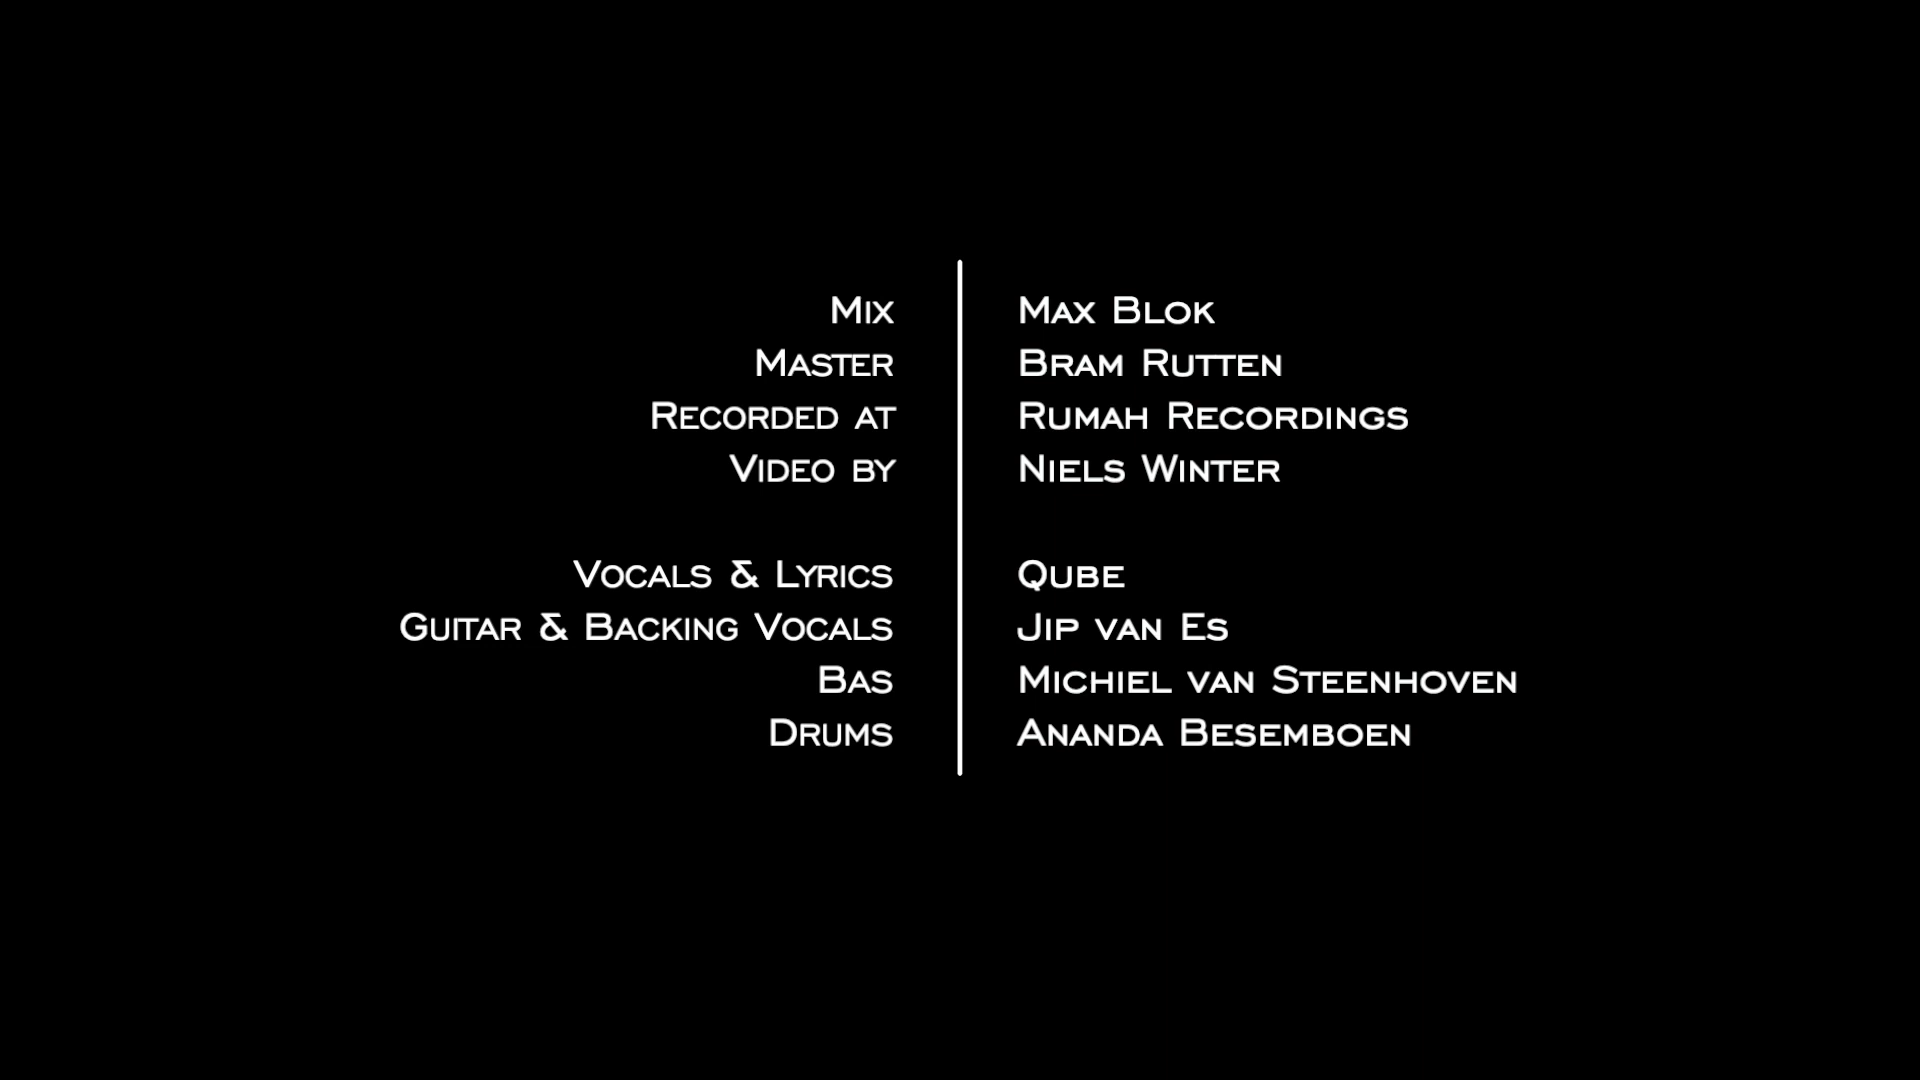 Mix Max Blok
Master Bram Rutten
Recorded at Rumah Recordings
Video by Niels Winter
Vocals & Lyrics Qube
Guitar & Backing Vocals Jip van Es
Bas Michiel van Steenhoven
Drums Ananda Besemboen